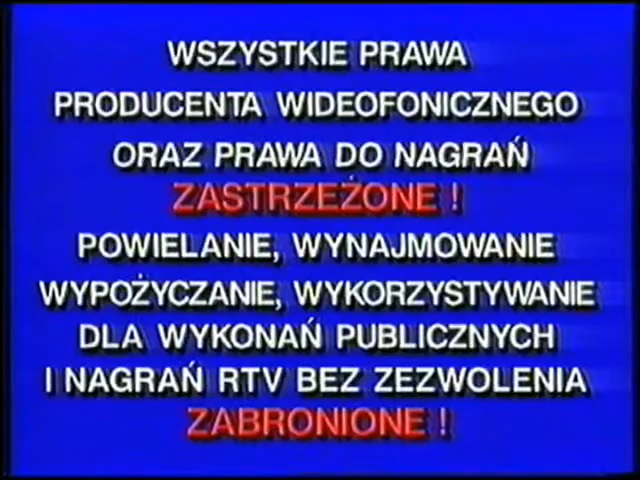 WSZYSTKIE PRAWA
PRODUCENTA WIDEOFONICZNEGO
ORAZ PRAWA DO NAGRAŃ
ZASTRZEŻONE !
POWIELANIE, WYNAJMOWANIE
WYPOŻYCZANIE, WYKORZYSTYWANIE
DLA WYKONAŃ PUBLICZNYCH
I NAGRAŃ RTV BEZ ZEZWOLENIA
ZABRONIONE !